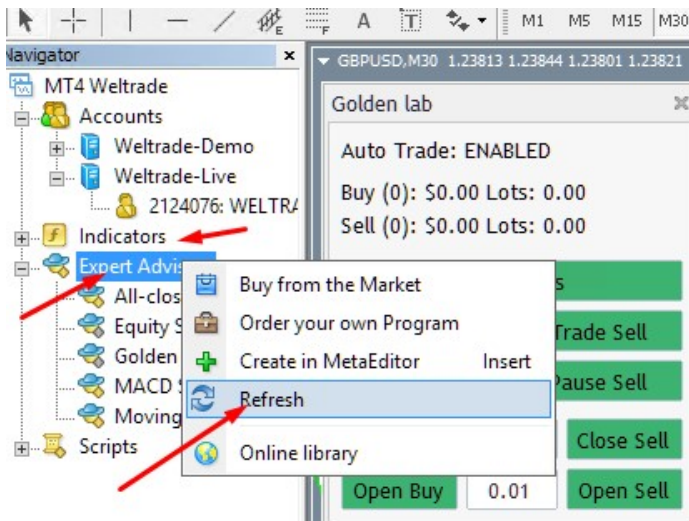 A T M1 M5 M15 M30
Navigator
MT4 Weltrade
Accounts
Weltrade-Demo
Weltrade-Live
2124076: WELTRA
Indicators
Expert Advis
All-clos
Equity S
Golden
MACD S
Moving
Scripts
Buy from the Market
Order your own Program
Create in MetaEditor Insert
Refresh
Online library
GBPUSD,M30 1.23813 1.23844 1.23801 1.23821
Golden lab
Auto Trade: ENABLED
Buy (0): $0.00 Lots: 0.00
Sell (0): $0.00 Lots: 0.00
s
Trade Sell
Pause Sell
Close Sell
Open Buy 0.01 Open Sell